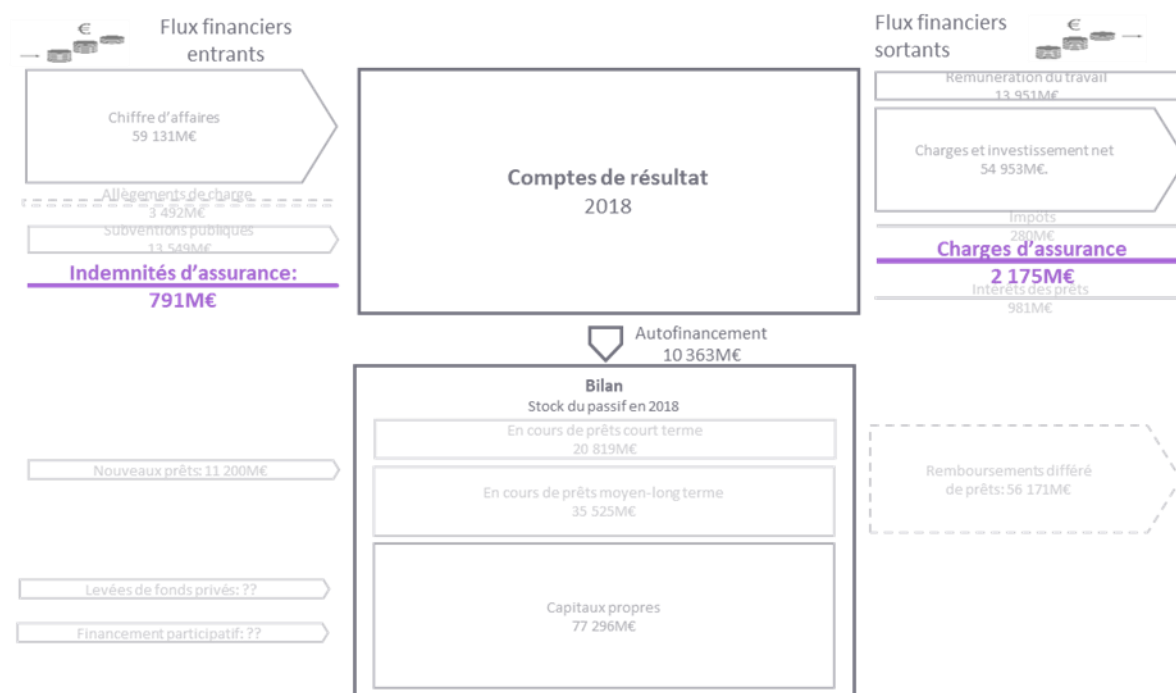 €
Flux financiers
entrants
Chiffre d'affaires
59 131M€
Allègements de charge
3 492M€
Subventions publiques
13 549M€
Indemnités d'assurance:
791M€
Nouveaux prêts: 11 200M€
Levées de fonds privés: ??
Financement participatif: ??
Comptes de résultat
2018
Autofinancement
10 363M€
Bilan
Stock du passif en 2018
En cours de prêts court terme
20 819M€
En cours de prêts moyen-long terme
35 525M€
Capitaux propres
77 296M€
Flux financiers
sortants
€
Rémunération du travail
13 951M€
Charges et investissement net
54 953M€.
Impôts
280M€
Charges d'assurance
2 175M€
Intérêts des prêts
981M€
Remboursements différé
de prêts: 56 171M€